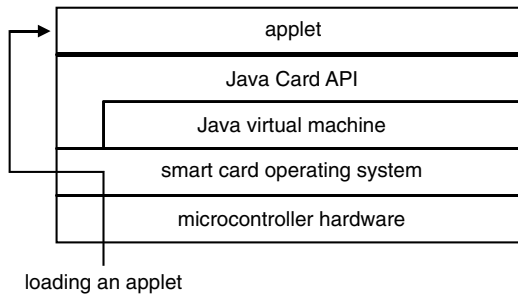 applet
Java Card API
Java virtual machine
smart card operating system
microcontroller hardware
loading an applet